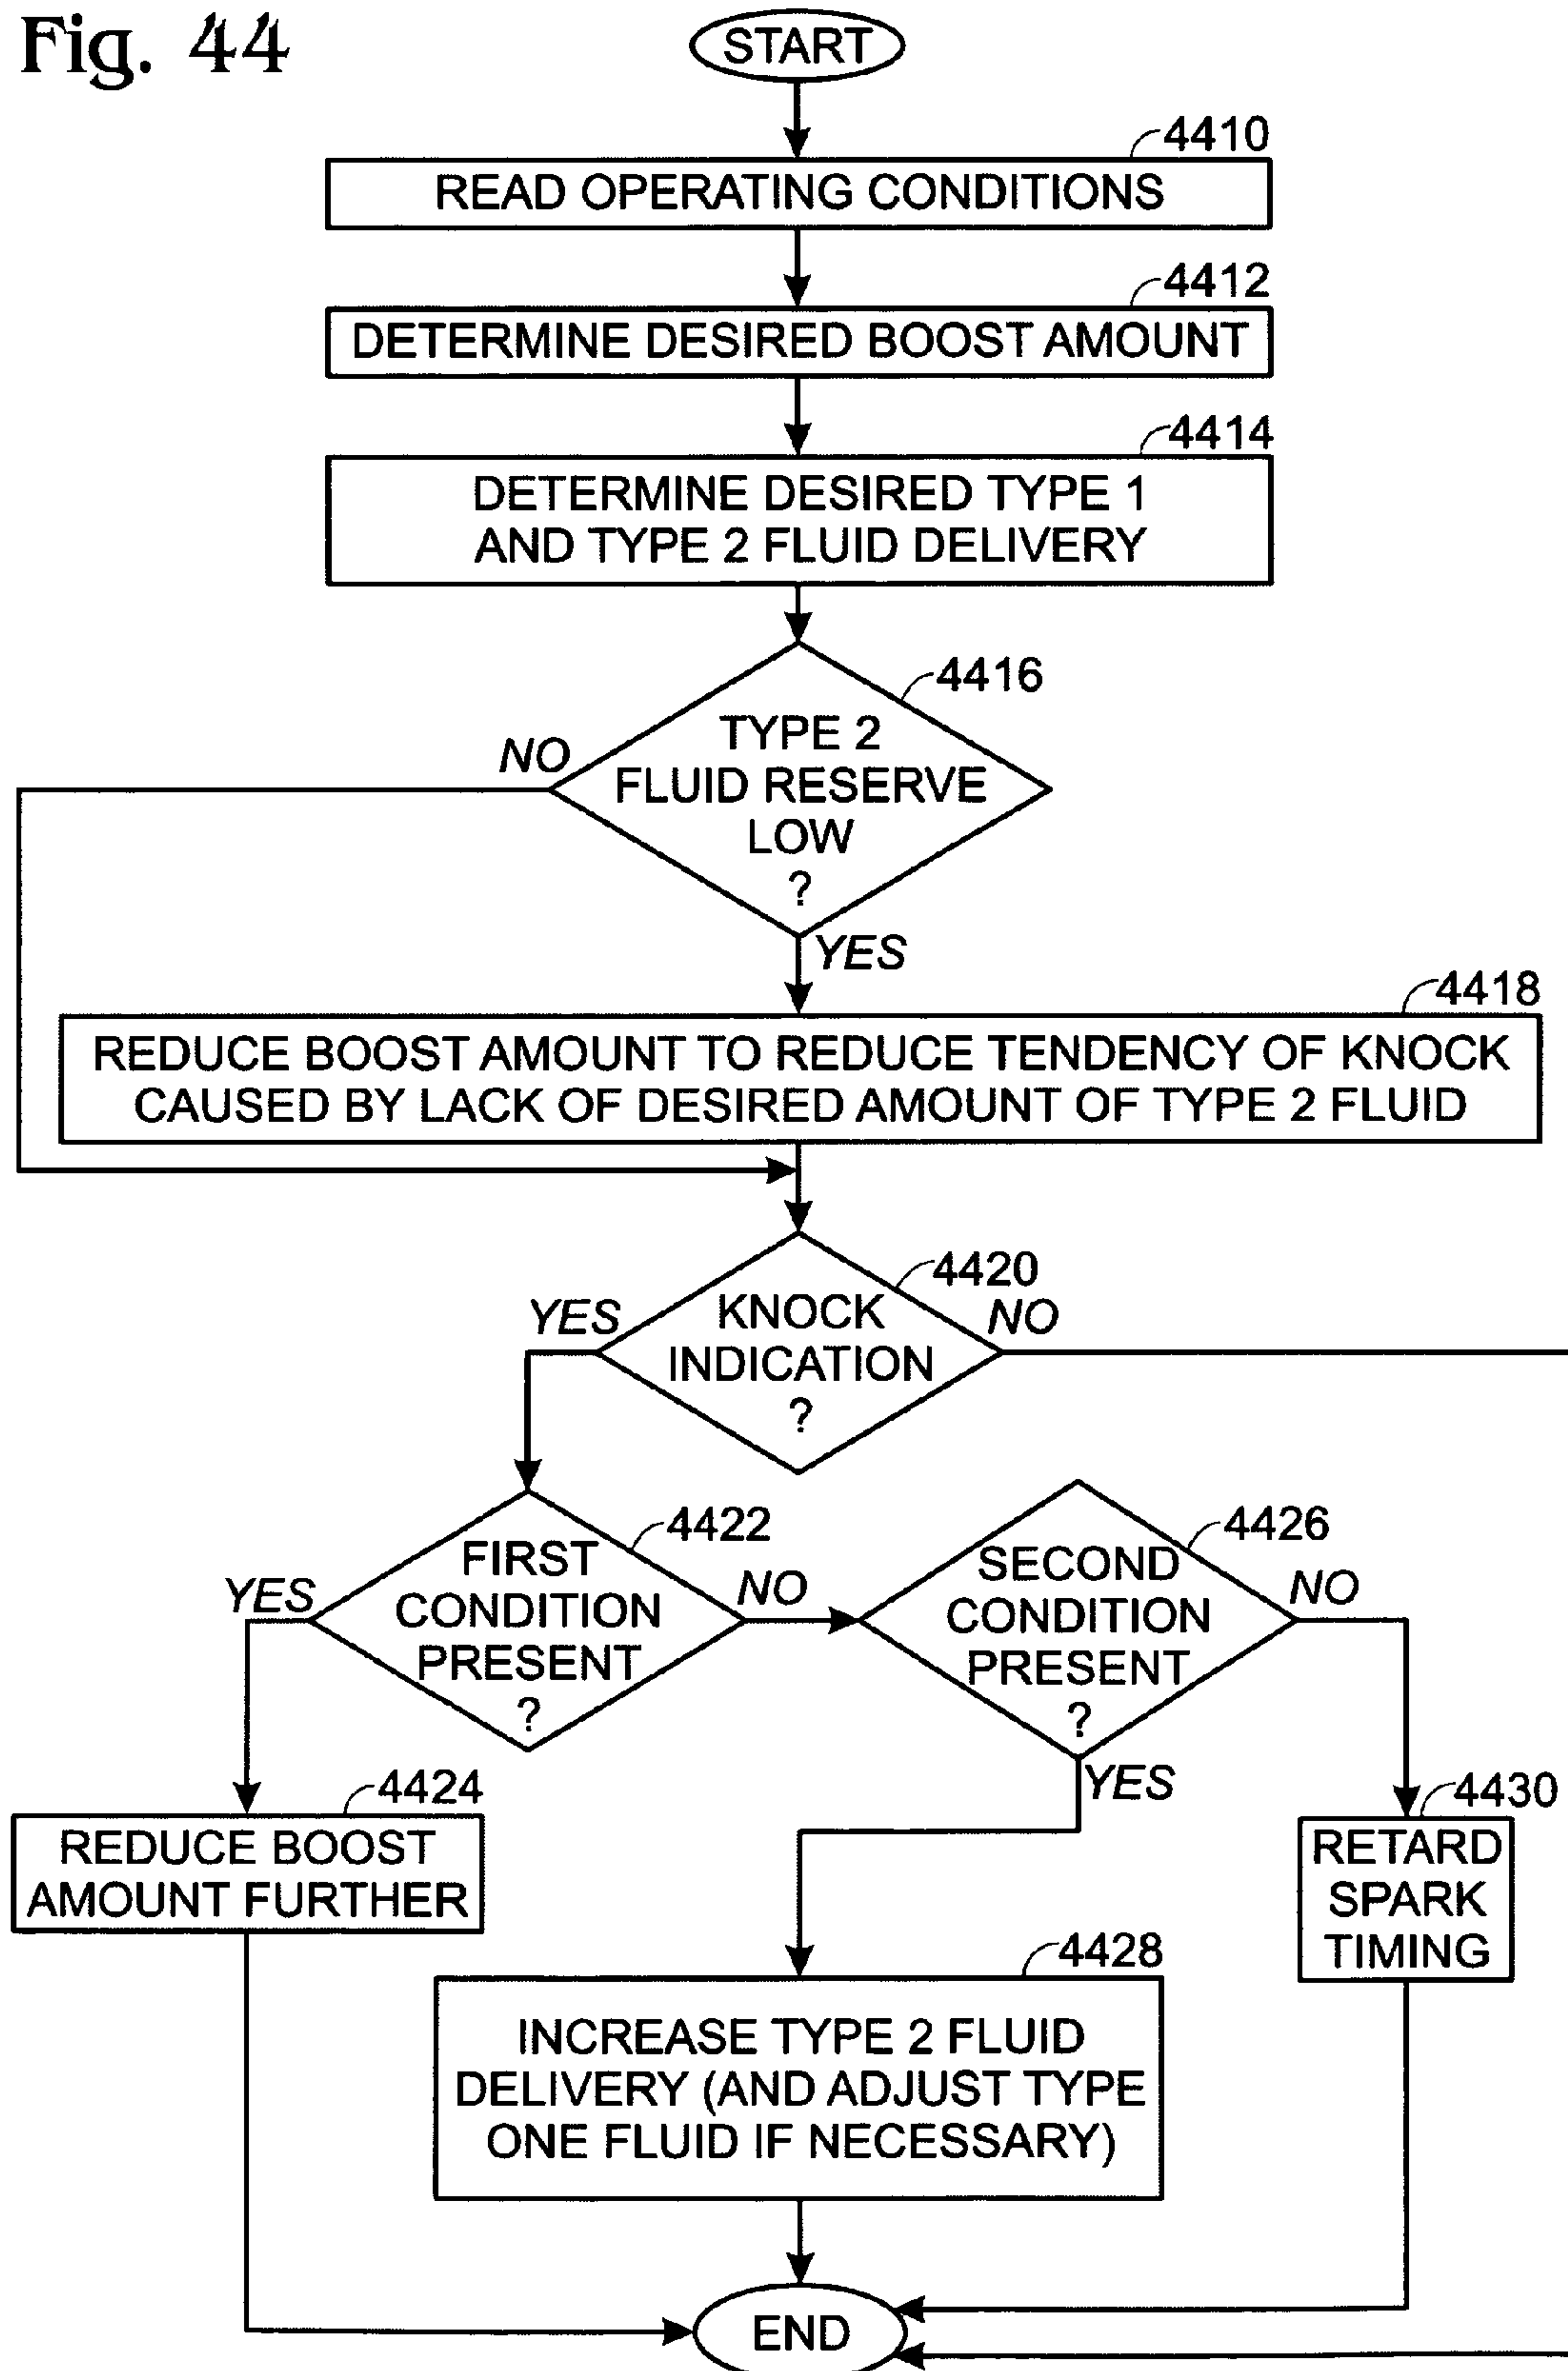 Fig. 44
START
4410
READ OPERATING CONDITIONS
4412
DETERMINE DESIRED BOOST AMOUNT
4414
DETERMINE DESIRED TYPE 1
AND TYPE 2 FLUID DELIVERY
4416
TYPE 2
FLUID RESERVE
LOW
?
NO
YES
4418
REDUCE BOOST AMOUNT TO REDUCE TENDENCY OF KNOCK
CAUSED BY LACK OF DESIRED AMOUNT OF TYPE 2 FLUID
4420
KNOCK
INDICATION
?
YES
NO
4422
FIRST
CONDITION
PRESENT
?
YES
NO
4426
SECOND
CONDITION
PRESENT
?
NO
YES
4424
REDUCE BOOST
AMOUNT FURTHER
4430
RETARD
SPARK
TIMING
4428
INCREASE TYPE 2 FLUID
DELIVERY (AND ADJUST TYPE
ONE FLUID IF NECESSARY)
END